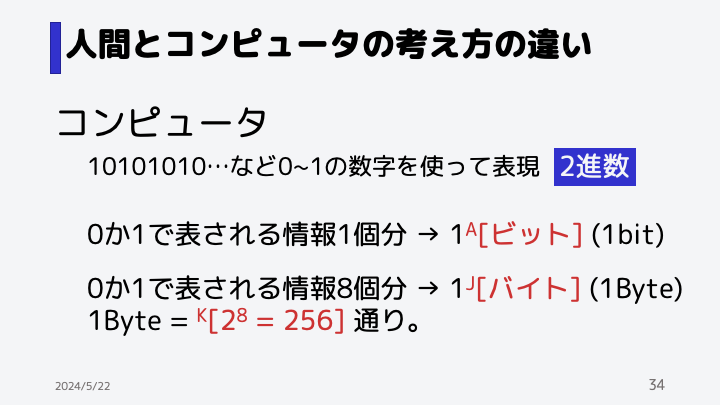 人間とコンピュータの考え方の違い
コンピュータ
10101010…など0~1の数字を使って表現 2進数
0か1で表される情報1個分 → 1ᴬ[ビット] (1bit)
0か1で表される情報8個分 → 1ᴶ[バイト] (1Byte)
1Byte = ᴷ[2⁸ = 256] 通り。
2024/5/22
34